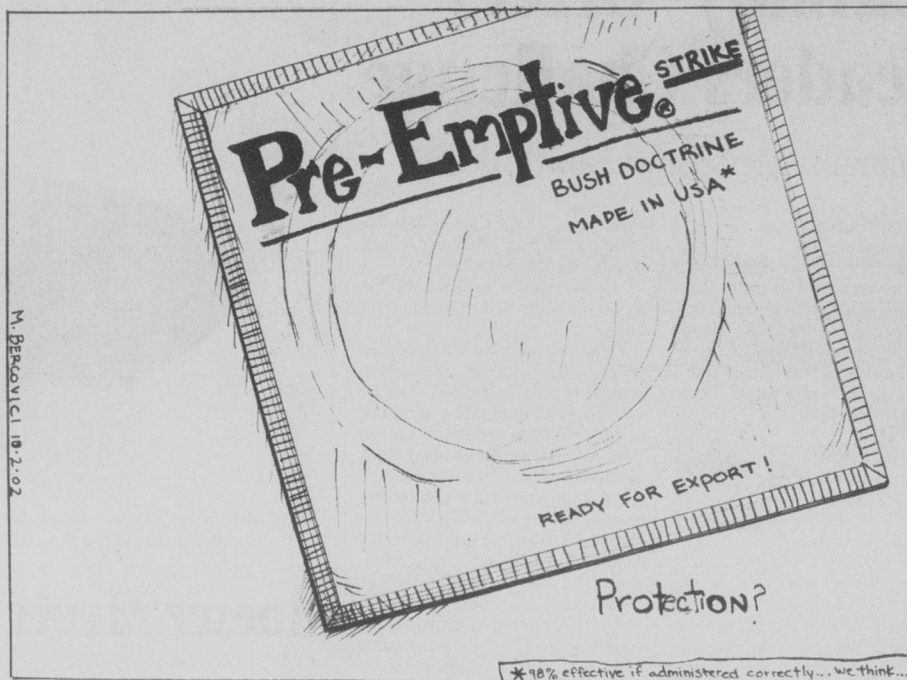 STRIKE
Pre-Emptive®
BUSH DOCTRINE
MADE IN USA*
READY FOR EXPORT!
Protection?
*98% effective if administered correctly... we think...
M. BERCOVICI 10.2.02